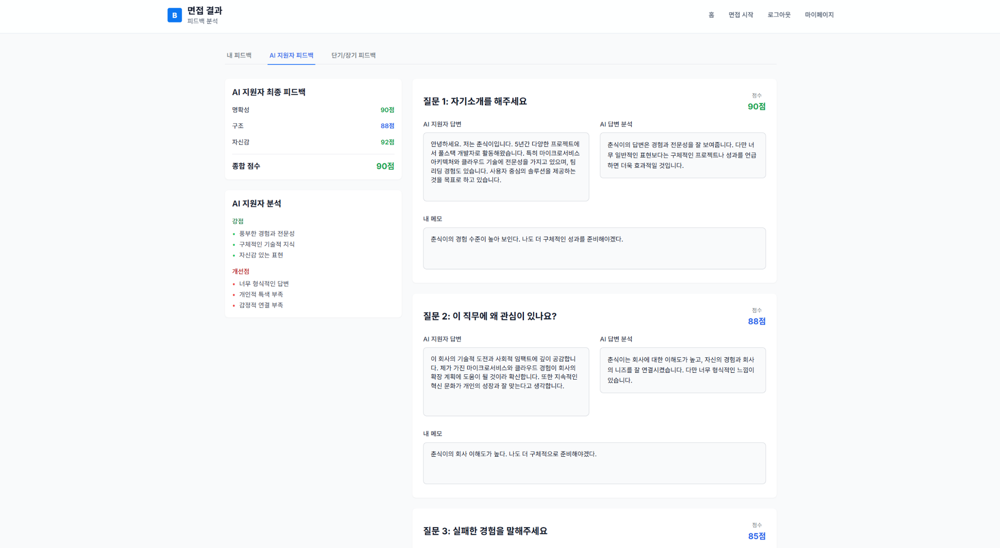 B
면접 결과
피드백 분석
홈
면접 시작
로그아웃
마이페이지
내 피드백
AI 지원자 피드백
단기/장기 피드백
AI 지원자 최종 피드백
명확성
90점
구조
88점
자신감
92점
종합 점수
90점
AI 지원자 분석
강점
풍부한 경험과 전문성
구체적인 기술적 지식
자신감 있는 표현
개선점
너무 형식적인 답변
개인적 특색 부족
감정적 연결 부족
질문 1: 자기소개를 해주세요
점수
90점
AI 지원자 답변
안녕하세요. 저는 춘식이입니다. 5년간 다양한 프로젝트에
서 풀스택 개발자로 활동해왔습니다. 특히 마이크로서비스
아키텍처와 클라우드 기술에 전문성을 가지고 있으며, 팀
리딩 경험도 있습니다. 사용자 중심의 솔루션을 제공하는
것을 목표로 하고 있습니다.
AI 답변 분석
춘식이의 답변은 경험과 전문성을 잘 보여줍니다. 다만 너
무 일반적인 표현보다는 구체적인 프로젝트나 성과를 언급
하면 더욱 효과적일 것입니다.
내 메모
춘식이의 경험 수준이 높아 보인다. 나도 더 구체적인 성과를 준비해야겠다.
질문 2: 이 직무에 왜 관심이 있나요?
점수
88점
AI 지원자 답변
이 회사의 기술적 도전과 사회적 임팩트에 깊이 공감합니
다. 제가 가진 마이크로서비스와 클라우드 경험이 회사의
확장 계획에 도움이 될 것이라 확신합니다. 또한 지속적인
혁신 문화가 개인의 성장과 잘 맞는다고 생각합니다.
AI 답변 분석
춘식이는 회사에 대한 이해도가 높고, 자신의 경험과 회사
의 니즈를 잘 연결시켰습니다. 다만 너무 형식적인 느낌이
있습니다.
내 메모
춘식이의 회사 이해도가 높다. 나도 더 구체적으로 준비해야겠다.
질문 3: 실패한 경험을 말해주세요
점수
85점